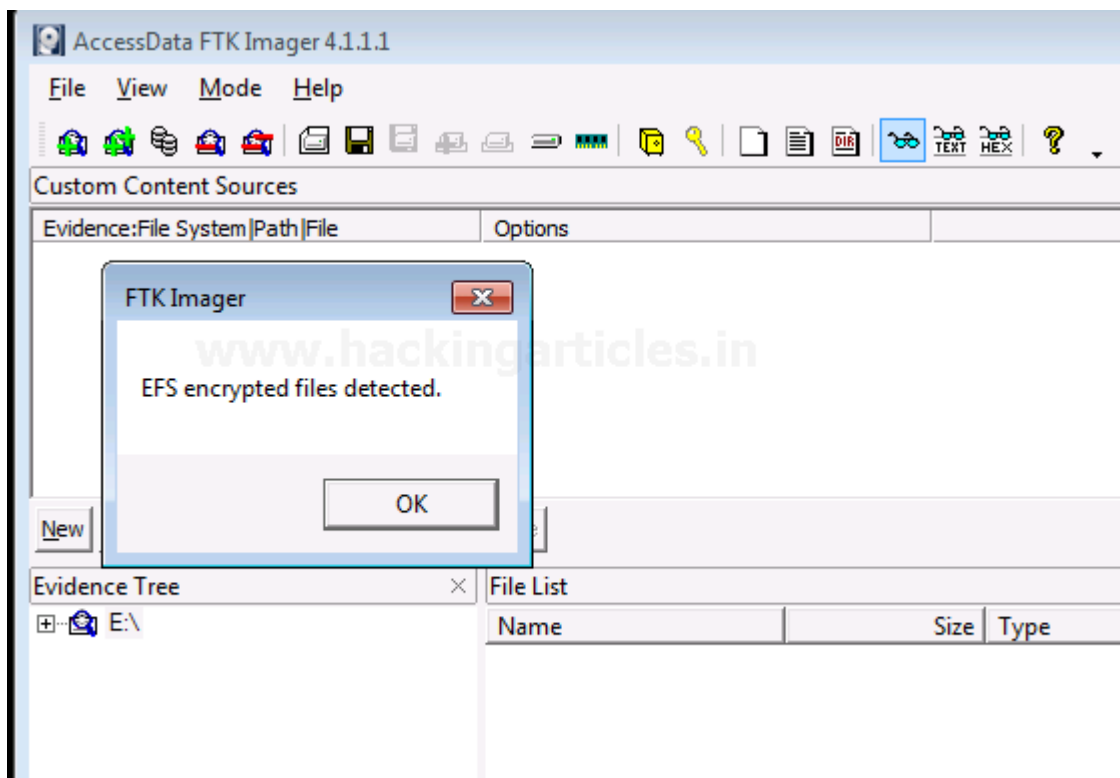 AccessData FTK Imager 4.1.1.1
File View Mode Help
DIR TEXT HEX
Custom Content Sources
Evidence:File System|Path|File Options
FTK Imager
www.hackingarticles.in
EFS encrypted files detected.
OK
New
Evidence Tree File List
E:\ Name Size Type